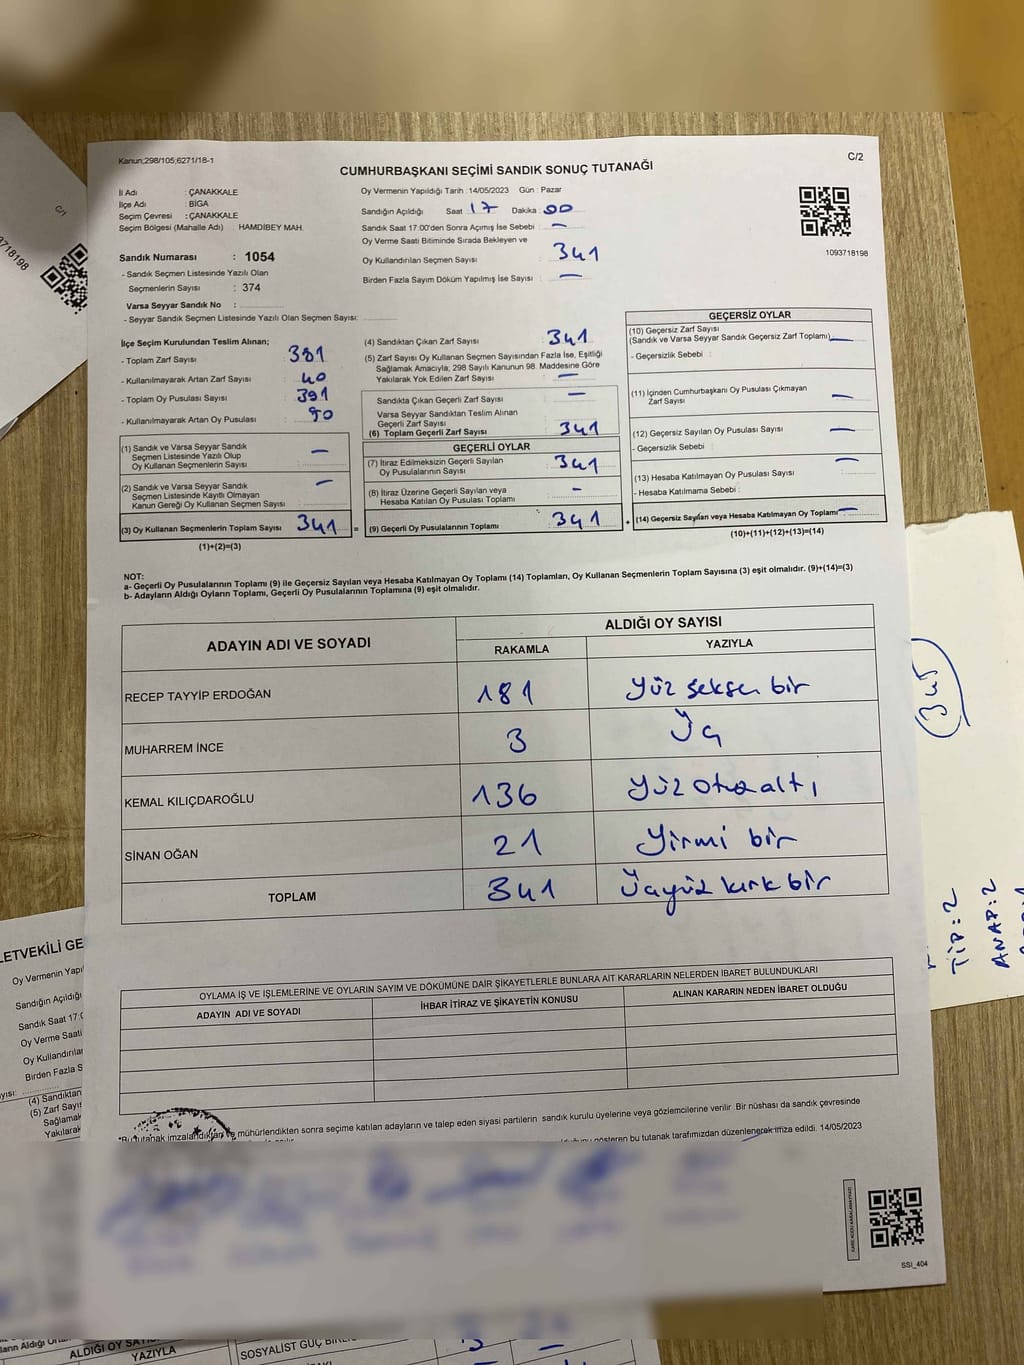 Kanun;298/105;6271/18-1
C/2
CUMHURBAŞKANI SEÇİMİ SANDIK SONUÇ TUTANAĞI
İl Adı : ÇANAKKALE
İlçe Adı : BİGA
Seçim Çevresi : ÇANAKKALE
Seçim Bölgesi (Mahalle Adı) : HAMDİBEY MAH.
Sandık Numarası : 1054
- Sandık Seçmen Listesinde Yazılı Olan
Seçmenlerin Sayısı : 374
Varsa Seyyar Sandık No :
- Seyyar Sandık Seçmen Listesinde Yazılı Olan Seçmen Sayısı:
Oy Vermenin Yapıldığı Tarih :14/05/2023 Gün : Pazar
Sandığın Açıldığı Saat 17 Dakika 00
Sandık Saat 17:00'den Sonra Açımış İse Sebebi : —
Oy Verme Saati Bitiminde Sırada Bekleyen ve
Oy Kullandırılan Seçmen Sayısı : 341
Birden Fazla Sayım Döküm Yapılmış İse Sayısı : —
1093718198
İlçe Seçim Kurulundan Teslim Alınan;
- Toplam Zarf Sayısı : 381
- Kullanılmayarak Artan Zarf Sayısı : 40
- Toplam Oy Pusulası Sayısı : 391
- Kullanılmayarak Artan Oy Pusulası :
(1) Sandık ve Varsa Seyyar Sandık
Seçmen Listesinde Yazılı Olup
Oy Kullanan Seçmenlerin Sayısı —
(2) Sandık ve Varsa Seyyar Sandık
Seçmen Listesinde Kayıtlı Olmayan
Kanun Gereği Oy Kullanan Seçmen Sayısı —
(3) Oy Kullanan Seçmenlerin Toplam Sayısı 341 =
(1)+(2)=(3)
(4) Sandıktan Çıkan Zarf Sayısı : 341
(5) Zarf Sayısı Oy Kullanan Seçmen Sayısından Fazla İse, Eşitliği
Sağlamak Amacıyla, 298 Sayılı Kanunun 98. Maddesine Göre
Yakılarak Yok Edilen Zarf Sayısı : —
Sandıkta Çıkan Geçerli Zarf Sayısı : —
Varsa Seyyar Sandıktan Teslim Alınan
Geçerli Zarf Sayısı
(6) Toplam Geçerli Zarf Sayısı : 341
GEÇERLİ OYLAR
(7) İtiraz Edilmeksizin Geçerli Sayılan
Oy Pusulalarının Sayısı : 341
(8) İtiraz Üzerine Geçerli Sayılan veya
Hesaba Katılan Oy Pusulası Toplamı : —
(9) Geçerli Oy Pusulalarının Toplamı : 341 +
GEÇERSİZ OYLAR
(10) Geçersiz Zarf Sayısı
(Sandık ve Varsa Seyyar Sandık Geçersiz Zarf Toplamı) —
- Geçersizlik Sebebi :
(11) İçinden Cumhurbaşkanı Oy Pusulası Çıkmayan
Zarf Sayısı —
(12) Geçersiz Sayılan Oy Pusulası Sayısı —
- Geçersizlik Sebebi :
(13) Hesaba Katılmayan Oy Pusulası Sayısı —
- Hesaba Katılmama Sebebi :
(14) Geçersiz Sayılan veya Hesaba Katılmayan Oy Toplamı —
(10)+(11)+(12)+(13)=(14)
NOT:
a- Geçerli Oy Pusulalarının Toplamı (9) ile Geçersiz Sayılan veya Hesaba Katılmayan Oy Toplamı (14) Toplamları, Oy Kullanan Seçmenlerin Toplam Sayısına (3) eşit olmalıdır. (9)+(14)=(3)
b- Adayların Aldığı Oyların Toplamı, Geçerli Oy Pusulalarının Toplamına (9) eşit olmalıdır.
ADAYIN ADI VE SOYADI ALDIĞI OY SAYISI
RAKAMLA YAZIYLA
RECEP TAYYİP ERDOĞAN 181 Yüz seksen bir
MUHARREM İNCE 3 Üç
KEMAL KILIÇDAROĞLU 136 Yüz otuz altı
SİNAN OĞAN 21 Yirmi bir
TOPLAM 341 Üçyüz kırk bir
OYLAMA İŞ VE İŞLEMLERİNE VE OYLARIN SAYIM VE DÖKÜMÜNE DAİR ŞİKAYETLERLE BUNLARA AİT KARARLARIN NELERDEN İBARET BULUNDUKLARI
ADAYIN ADI VE SOYADI İHBAR İTİRAZ VE ŞİKAYETİN KONUSU ALINAN KARARIN NEDEN İBARET OLDUĞU
*Bu tutanak imzalandıktan ve mühürlendikten sonra seçime katılan adayların ve talep eden siyasi partilerin sandık kurulu üyelerine veya gözlemcilerine verilir. Bir nüshası da sandık çevresinde
gösteren bu tutanak tarafımızdan düzenlenerek imza edildi. 14/05/2023
SSI_404
C/1
3718198
345
TİP:2
ANAP:2
LETVEKİLİ GE
Oy Vermenin Yapı
Sandığın Açıldığı
Sandık Saat 17:0
Oy Verme Saati
Oy Kullandırılan
Birden Fazla S
yısı:
(4) Sandıktan
(5) Zarf Sayıs
Sağlamak
Yakılarak
ların Aldığı
ALDIĞI OY SAYISI
YAZIYLA
SOSYALİST GÜÇ